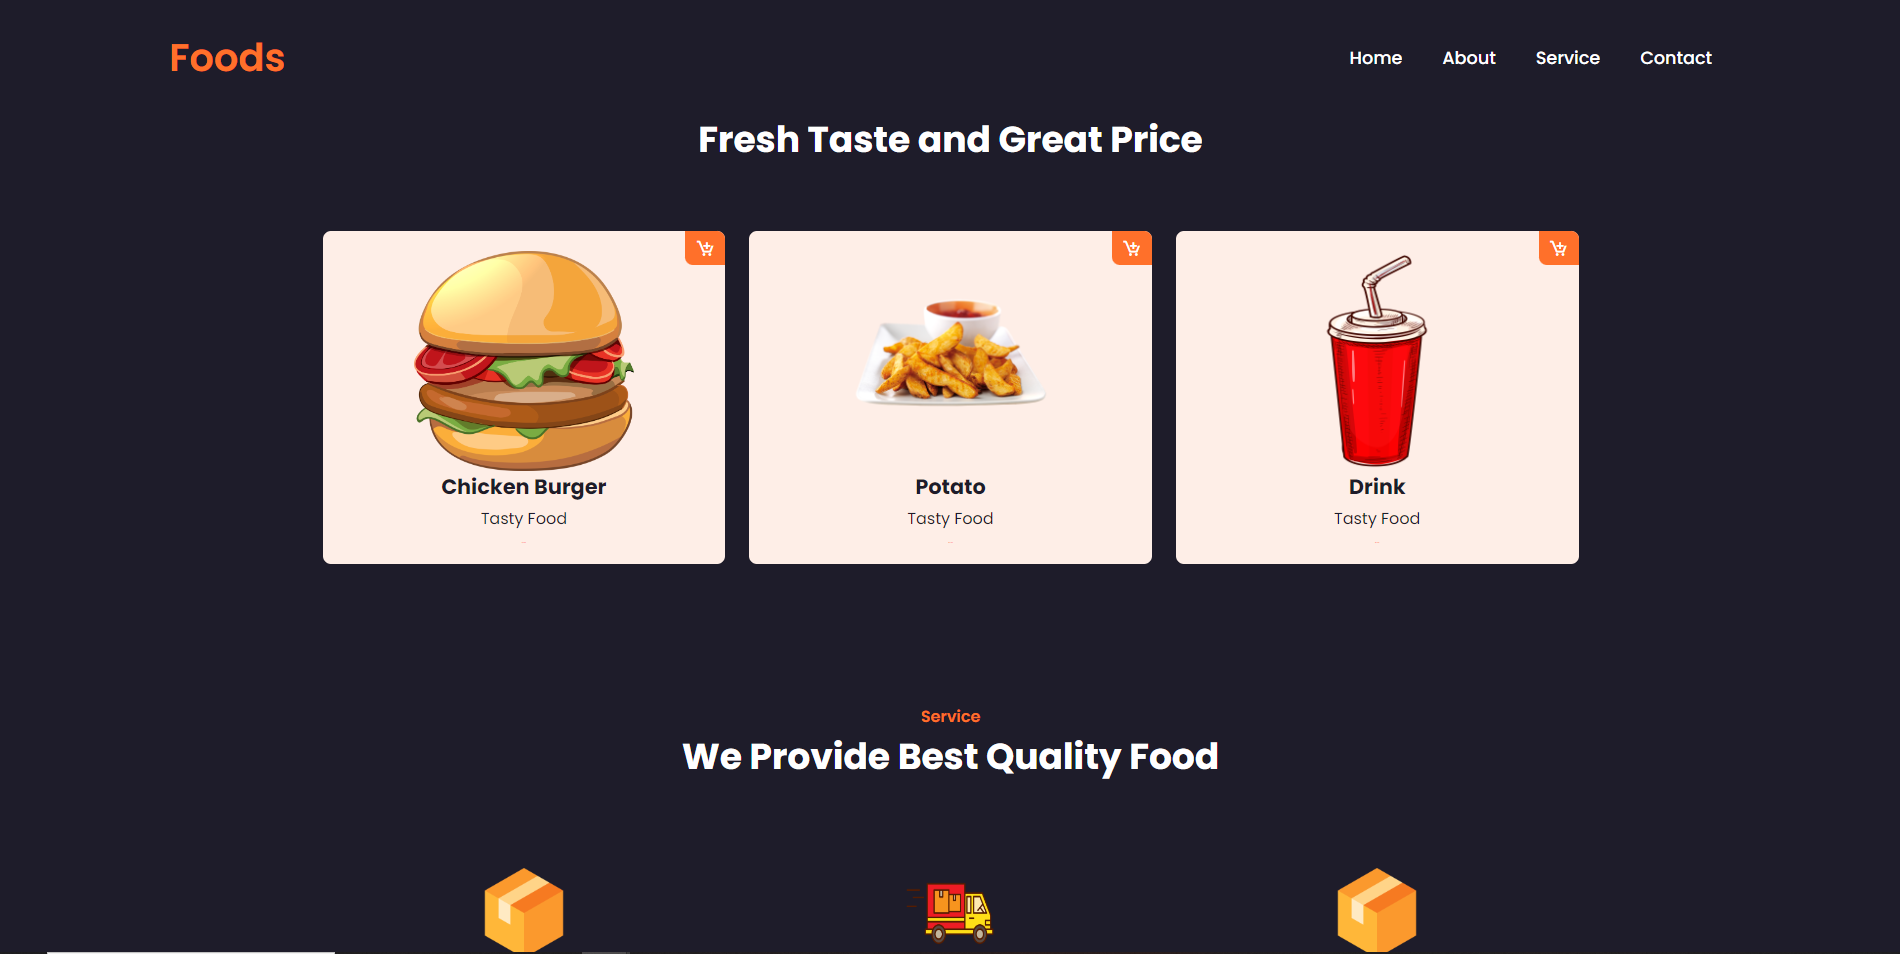 Foods
Home About Service Contact
Fresh Taste and Great Price
Chicken Burger
Tasty Food
Potato
Tasty Food
Drink
Tasty Food
Service
We Provide Best Quality Food